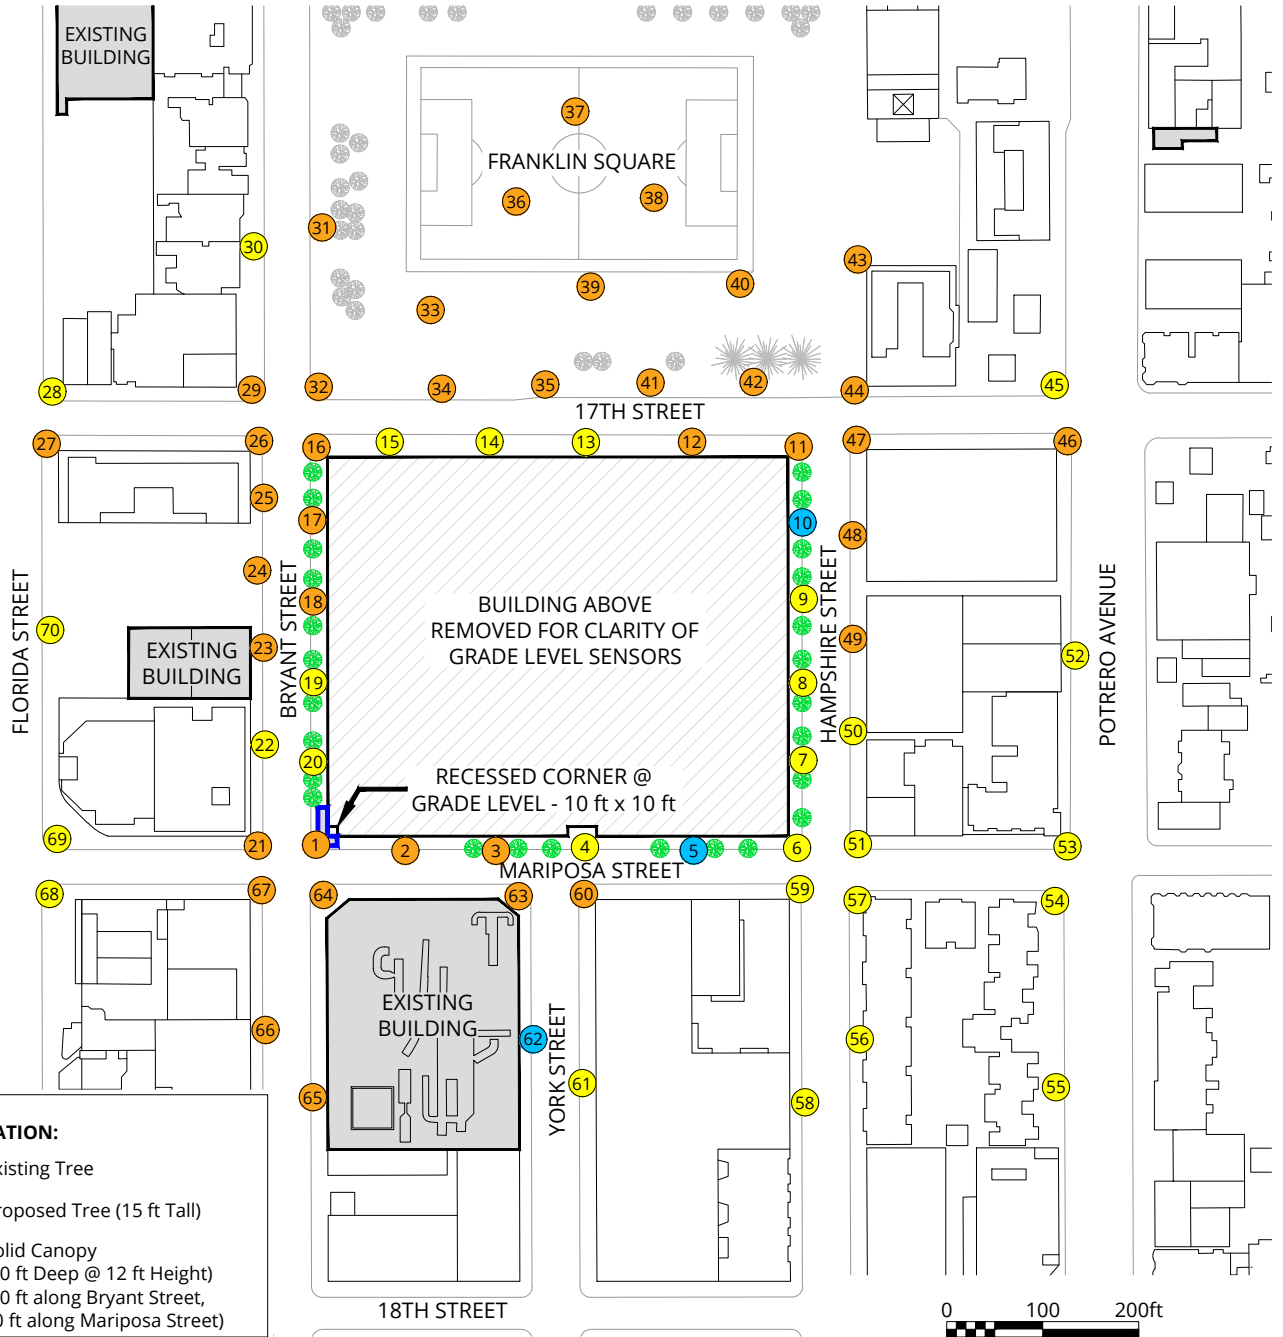 EXISTING
BUILDING
37
FRANKLIN SQUARE
36
38
31
30
43
39
40
33
28
29
32
34
35
41
42
44
45
17TH STREET
27
26
16
15
14
13
12
11
47
46
25
17
10
48
24
FLORIDA STREET
BRYANT STREET
HAMPSHIRE STREET
POTRERO AVENUE
18
9
BUILDING ABOVE
REMOVED FOR CLARITY OF
GRADE LEVEL SENSORS
70
23
49
52
EXISTING
BUILDING
19
8
22
50
20
7
RECESSED CORNER @
GRADE LEVEL - 10 ft x 10 ft
69
21
1
2
3
4
5
6
51
53
MARIPOSA STREET
68
67
64
63
60
59
57
54
EXISTING
BUILDING
66
62
YORK STREET
56
61
65
58
55
ATION:
xisting Tree
roposed Tree (15 ft Tall)
olid Canopy
0 ft Deep @ 12 ft Height)
0 ft along Bryant Street,
0 ft along Mariposa Street)
18TH STREET
0 100 200ft